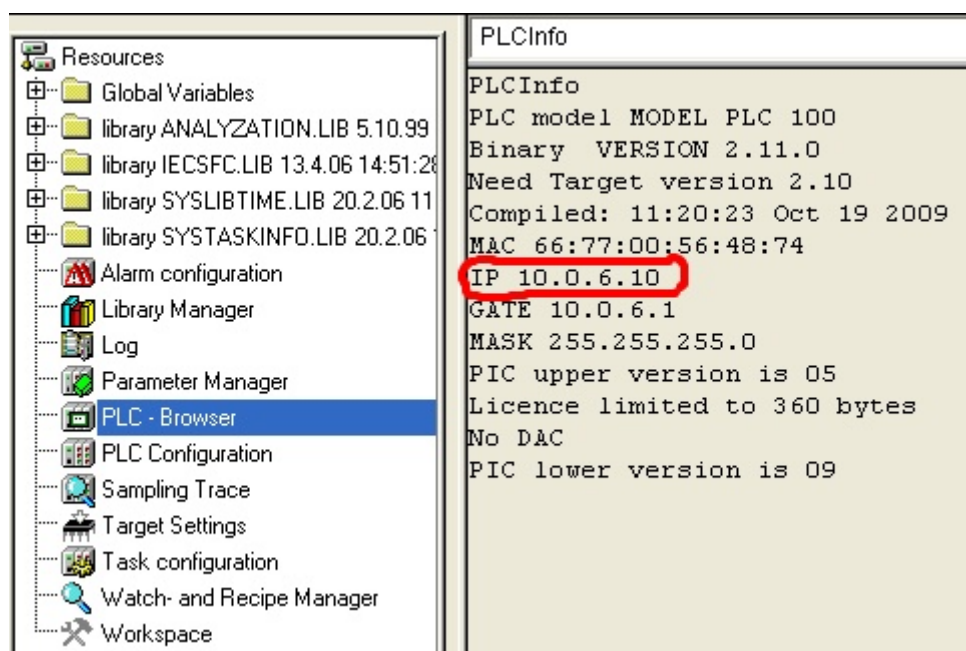 Resources
Global Variables
library ANALYZATION.LIB 5.10.99
library IECSFC.LIB 13.4.06 14:51:28
library SYSLIBTIME.LIB 20.2.06 11
library SYSTASKINFO.LIB 20.2.06
Alarm configuration
Library Manager
Log
Parameter Manager
PLC - Browser
PLC Configuration
Sampling Trace
Target Settings
Task configuration
Watch- and Recipe Manager
Workspace
PLCInfo
PLCInfo
PLC model MODEL PLC 100
Binary  VERSION 2.11.0
Need Target version 2.10
Compiled: 11:20:23 Oct 19 2009
MAC 66:77:00:56:48:74
IP 10.0.6.10
GATE 10.0.6.1
MASK 255.255.255.0
PIC upper version is 05
Licence limited to 360 bytes
No DAC
PIC lower version is 09